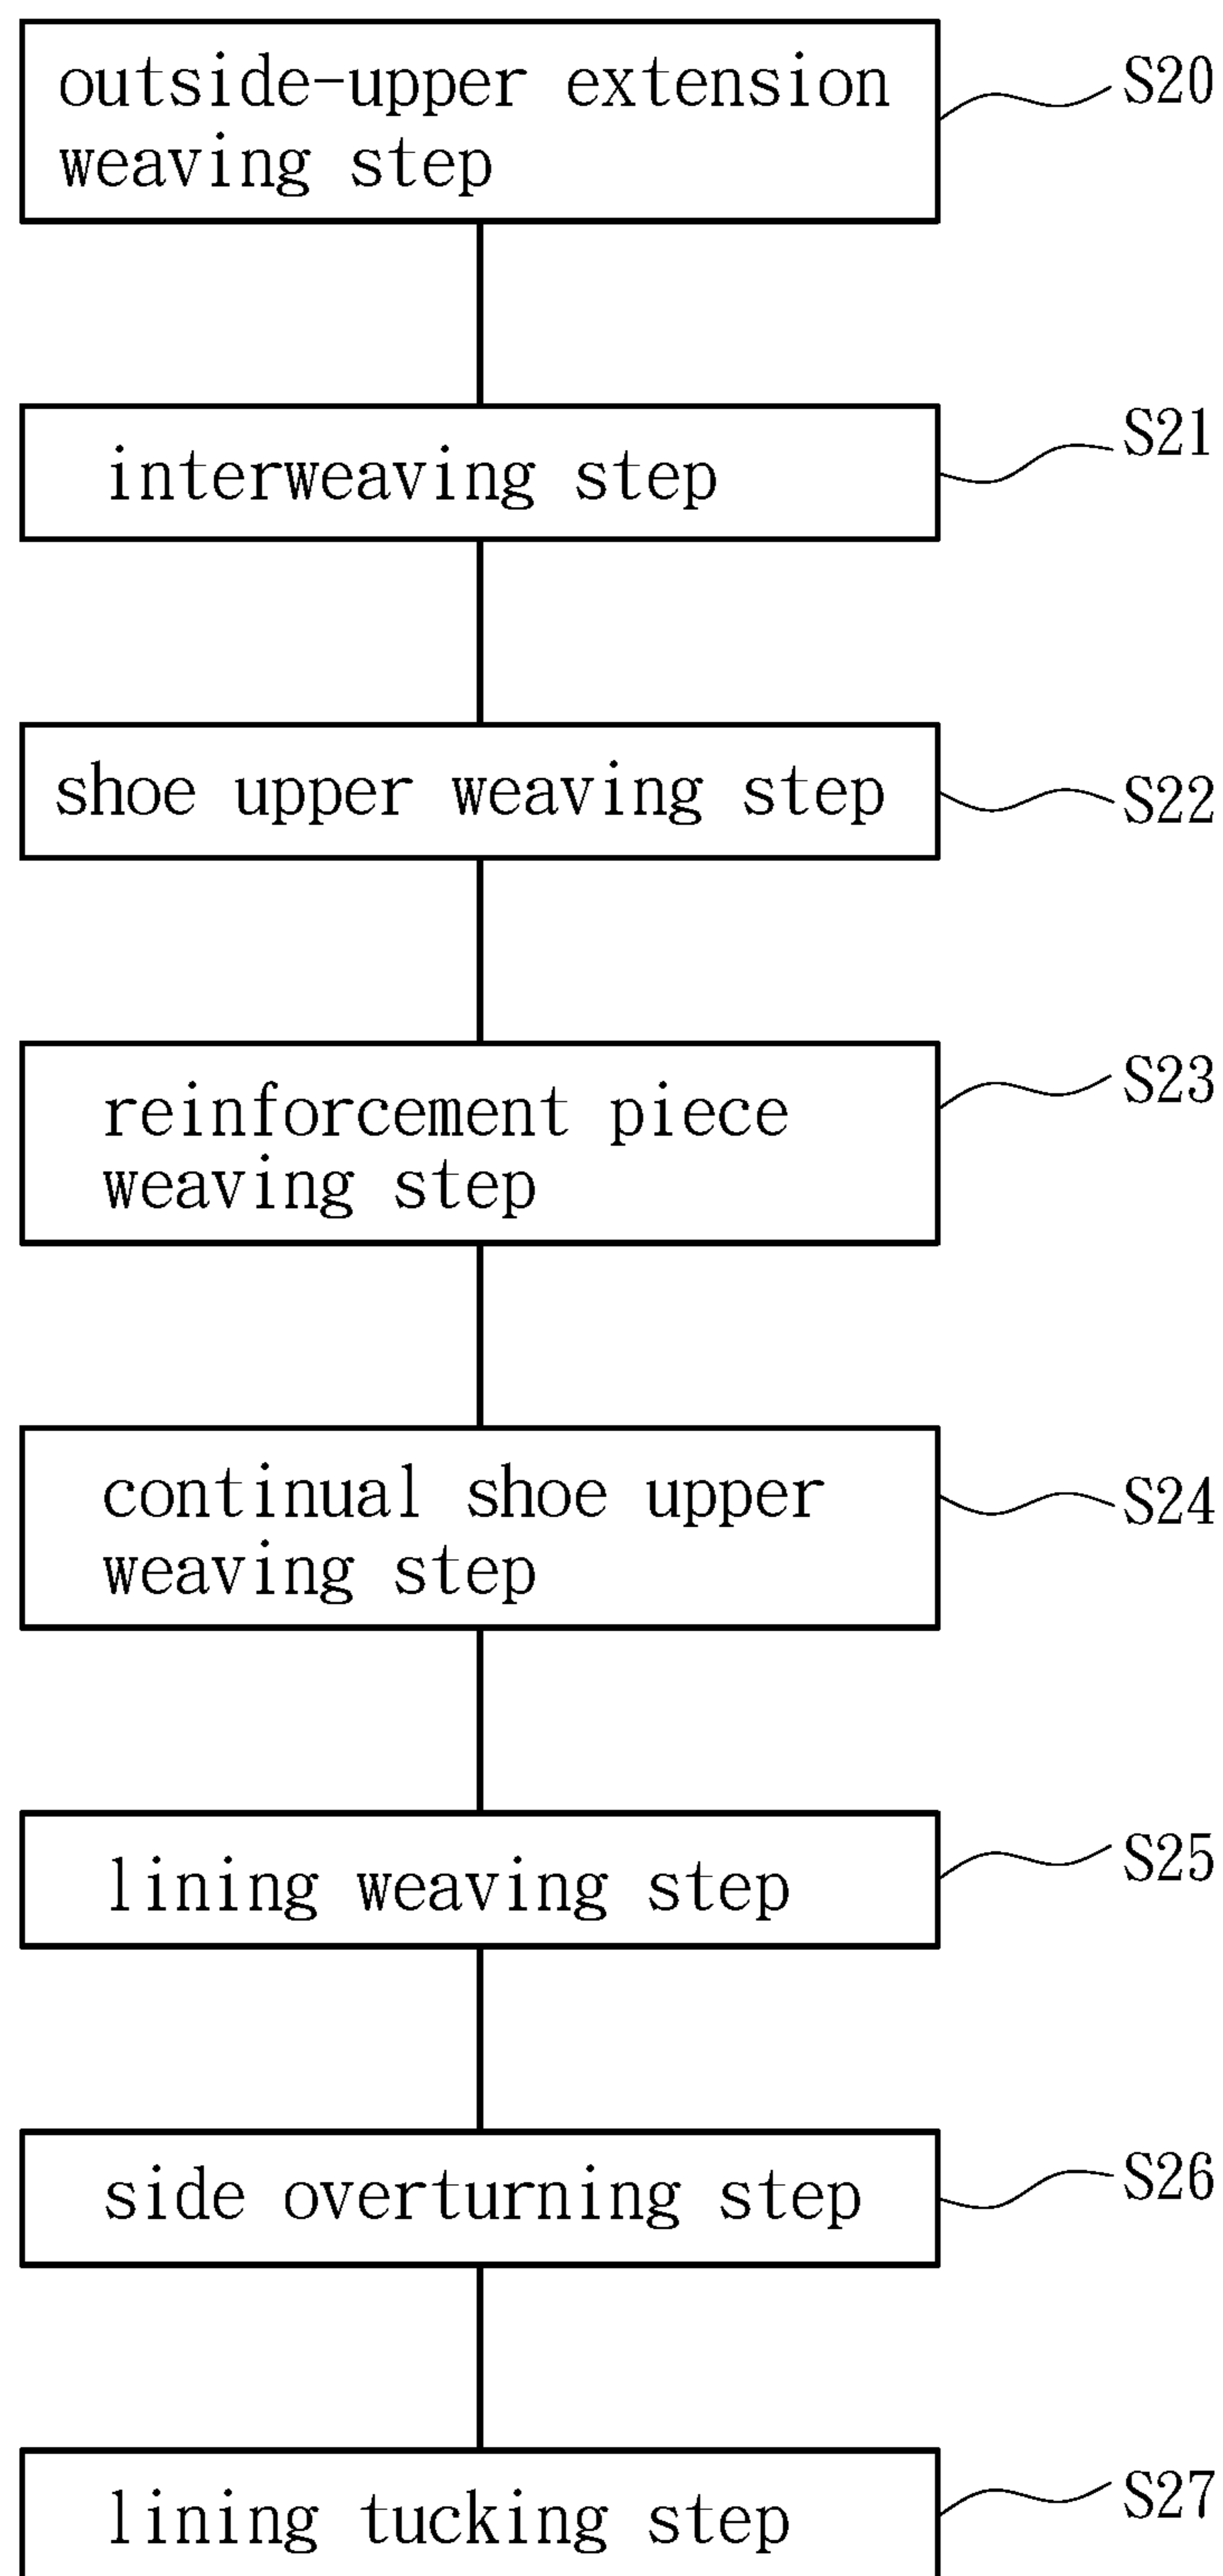 outside-upper extension
weaving step
S20
interweaving step
S21
shoe upper weaving step
S22
reinforcement piece
weaving step
S23
continual shoe upper
weaving step
S24
lining weaving step
S25
side overturning step
S26
lining tucking step
S27